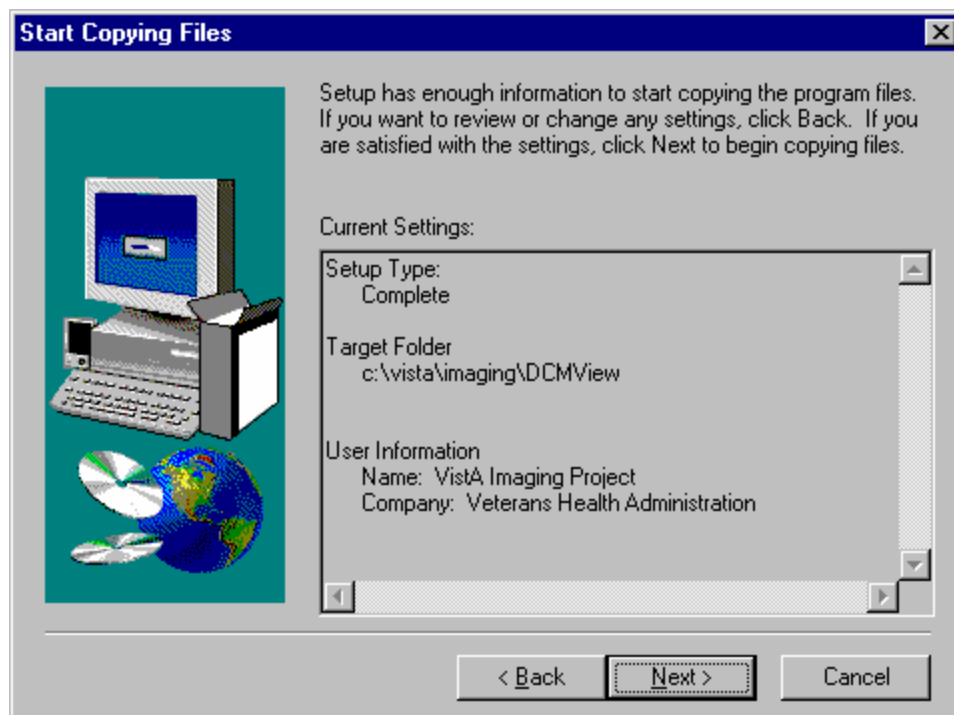 Start Copying Files
Setup has enough information to start copying the program files.
If you want to review or change any settings, click Back.  If you
are satisfied with the settings, click Next to begin copying files.
Current Settings:
Setup Type:
Complete
Target Folder
c:\vista\imaging\DCMView
User Information
Name:  VistA Imaging Project
Company:  Veterans Health Administration
< Back
Next >
Cancel